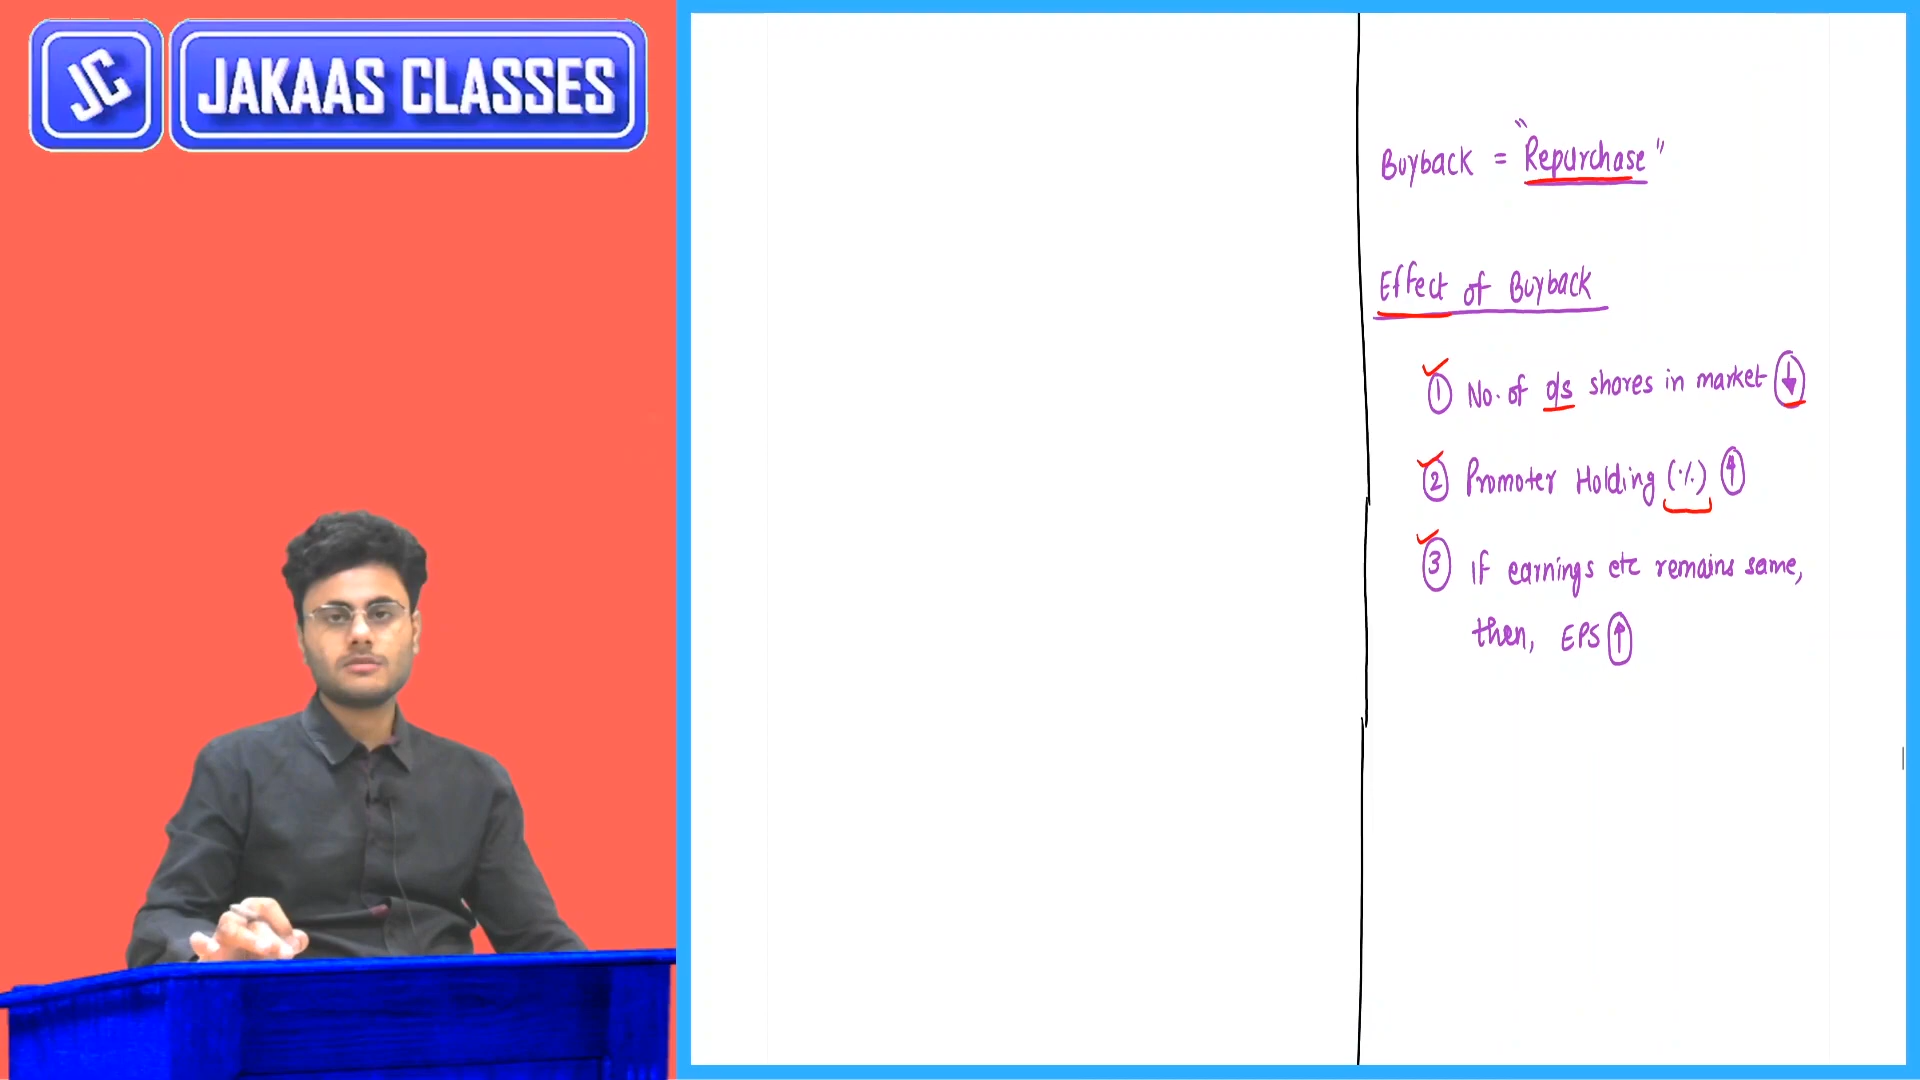 JC JAKAAS CLASSES
Buyback = "Repurchase"
Effect of Buyback
① No. of o/s shares in market ↓
② Promoter Holding (%) ↑
③ If earnings etc remains same,
then, EPS ↑